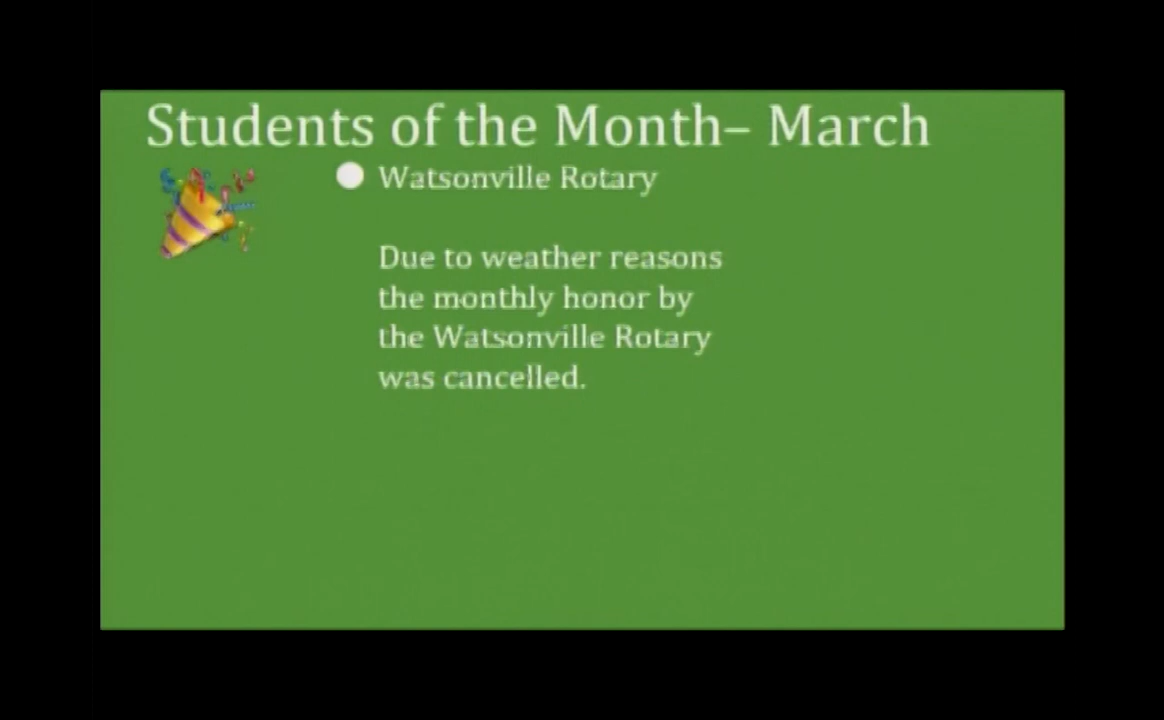 Students of the Month– March
Watsonville Rotary
Due to weather reasons
the monthly honor by
the Watsonville Rotary
was cancelled.